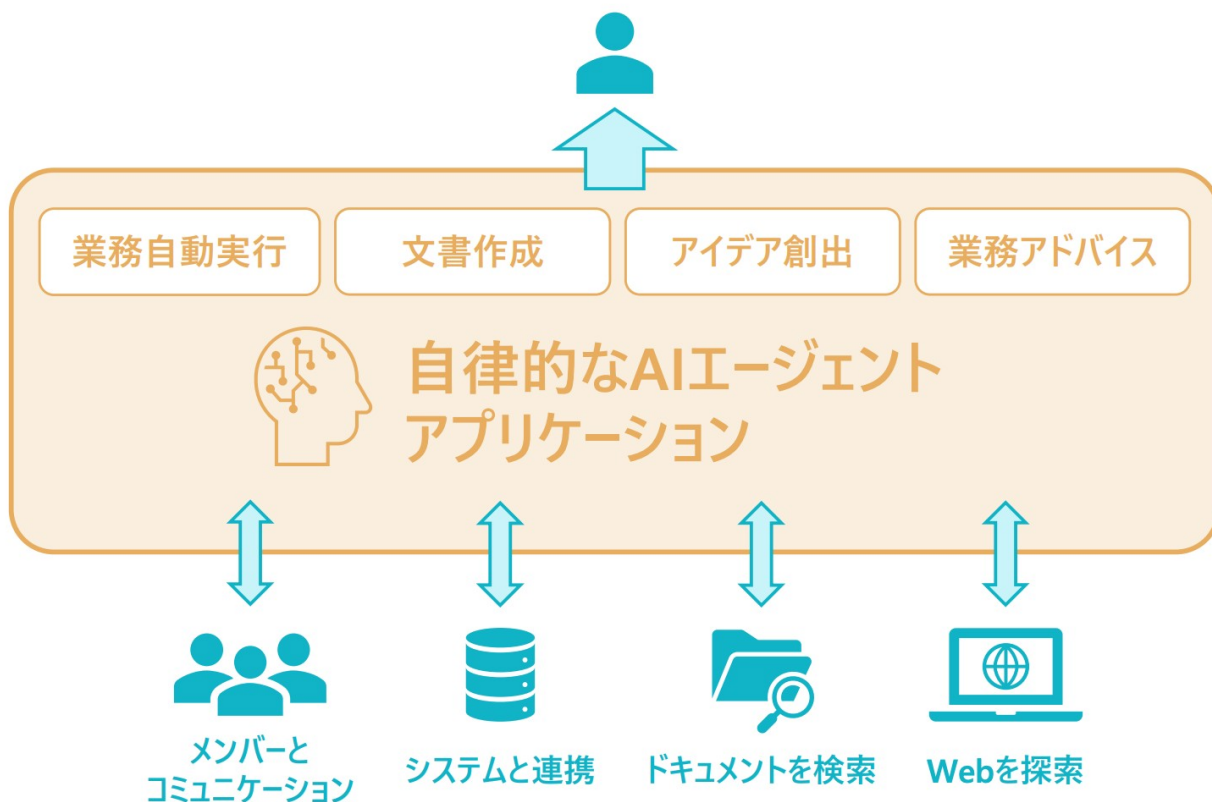 業務自動実行
文書作成
アイデア創出
業務アドバイス
自律的なAIエージェント
アプリケーション
メンバーと
コミュニケーション
システムと連携
ドキュメントを検索
Webを探索